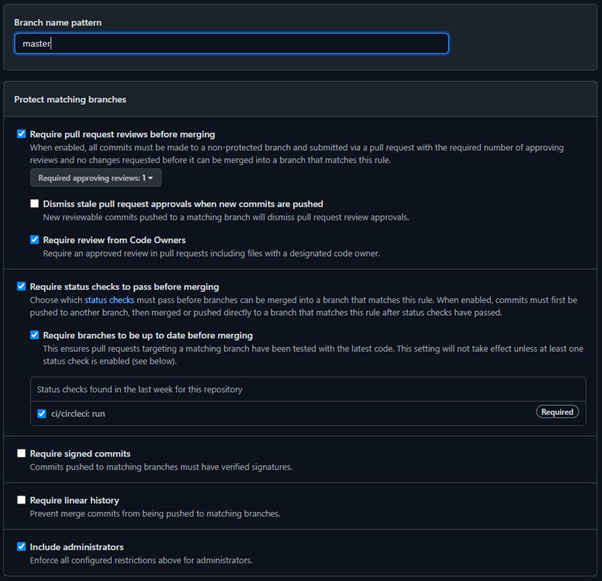 Branch name pattern
master
Protect matching branches
Require pull request reviews before merging
When enabled, all commits must be made to a non-protected branch and submitted via a pull request with the required number of approving
reviews and no changes requested before it can be merged into a branch that matches this rule.
Required approving reviews: 1
Dismiss stale pull request approvals when new commits are pushed
New reviewable commits pushed to a matching branch will dismiss pull request review approvals.
Require review from Code Owners
Require an approved review in pull requests including files with a designated code owner.
Require status checks to pass before merging
Choose which status checks must pass before branches can be merged into a branch that matches this rule. When enabled, commits must first be
pushed to another branch, then merged or pushed directly to a branch that matches this rule after status checks have passed.
Require branches to be up to date before merging
This ensures pull requests targeting a matching branch have been tested with the latest code. This setting will not take effect unless at least one
status check is enabled (see below).
Status checks found in the last week for this repository
ci/circleci: run Required
Require signed commits
Commits pushed to matching branches must have verified signatures.
Require linear history
Prevent merge commits from being pushed to matching branches.
Include administrators
Enforce all configured restrictions above for administrators.